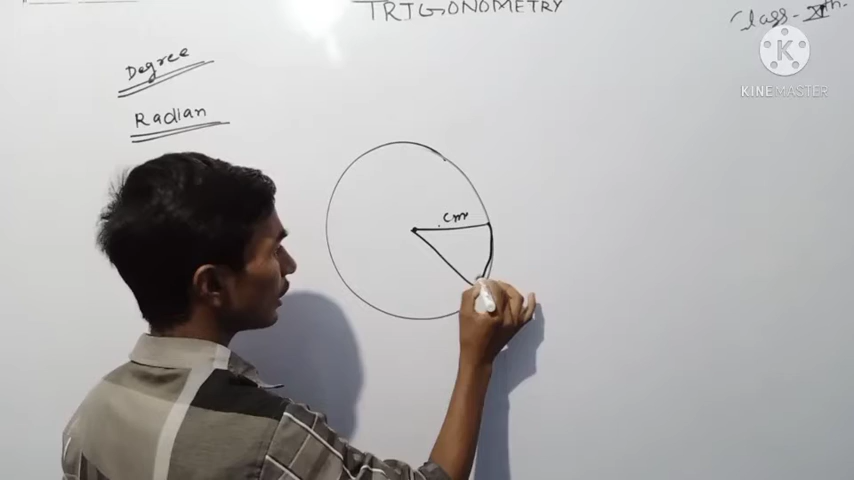 TRIGONOMETRY
Class - XIth.
K
KINEMASTER
Degree
Radian
cm